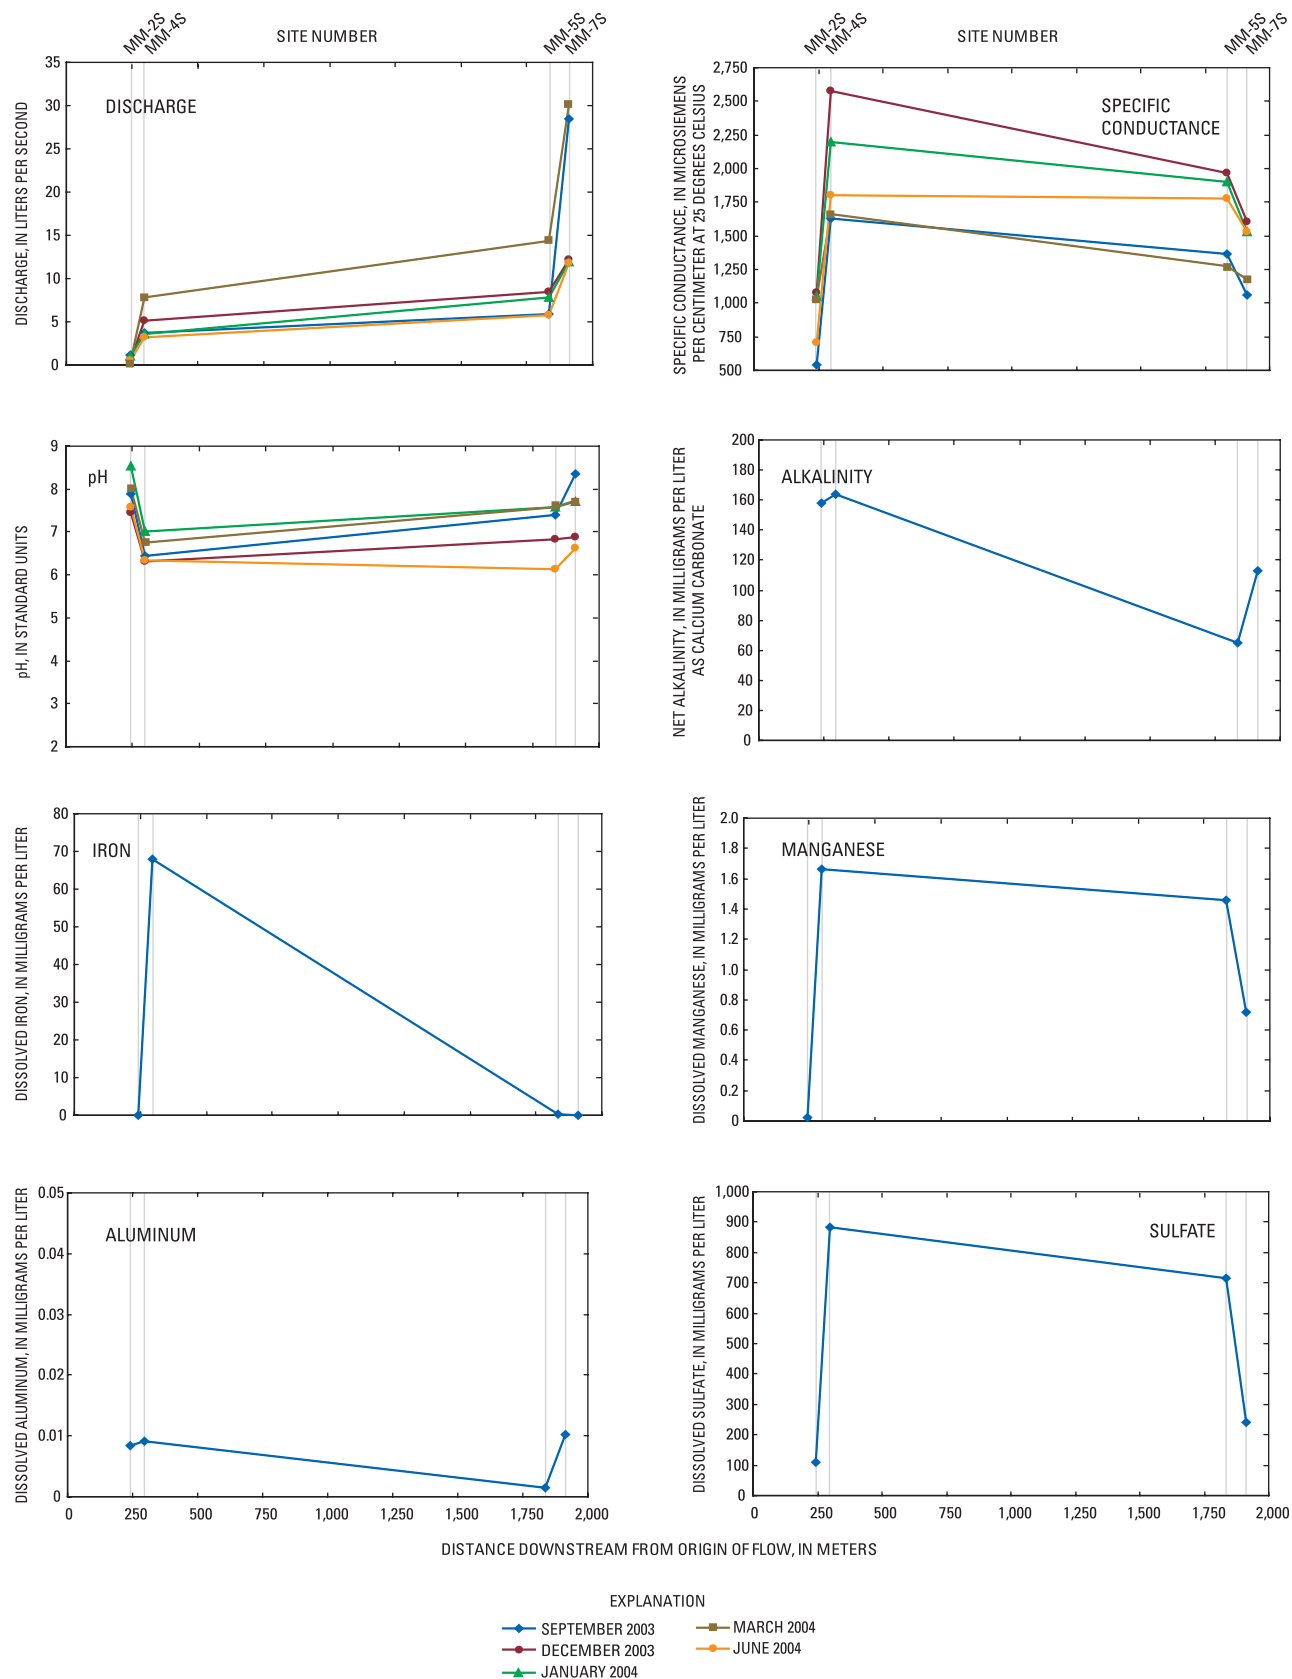 MM-2S
MM-4S
SITE NUMBER
MM-5S
MM-7S
DISCHARGE, IN LITERS PER SECOND
35
30
25
20
15
10
5
0
DISCHARGE
MM-2S
MM-4S
SITE NUMBER
MM-5S
MM-7S
SPECIFIC CONDUCTANCE, IN MICROSIEMENS
PER CENTIMETER AT 25 DEGREES CELSIUS
2,750
2,500
2,250
2,000
1,750
1,500
1,250
1,000
750
500
SPECIFIC
CONDUCTANCE
pH, IN STANDARD UNITS
9
8
7
6
5
4
3
2
pH
NET ALKALINITY, IN MILLIGRAMS PER LITER
AS CALCIUM CARBONATE
200
180
160
140
120
100
80
60
40
20
0
ALKALINITY
DISSOLVED IRON, IN MILLIGRAMS PER LITER
80
70
60
50
40
30
20
10
0
IRON
DISSOLVED MANGANESE, IN MILLIGRAMS PER LITER
2.0
1.8
1.6
1.4
1.2
1.0
0.8
0.6
0.4
0.2
0
MANGANESE
DISSOLVED ALUMINUM, IN MILLIGRAMS PER LITER
0.05
0.04
0.03
0.02
0.01
0
ALUMINUM
0 250 500 750 1,000 1,250 1,500 1,750 2,000
DISSOLVED SULFATE, IN MILLIGRAMS PER LITER
1,000
900
800
700
600
500
400
300
200
100
0
SULFATE
0 250 500 750 1,000 1,250 1,500 1,750 2,000
DISTANCE DOWNSTREAM FROM ORIGIN OF FLOW, IN METERS
EXPLANATION
SEPTEMBER 2003
DECEMBER 2003
JANUARY 2004
MARCH 2004
JUNE 2004